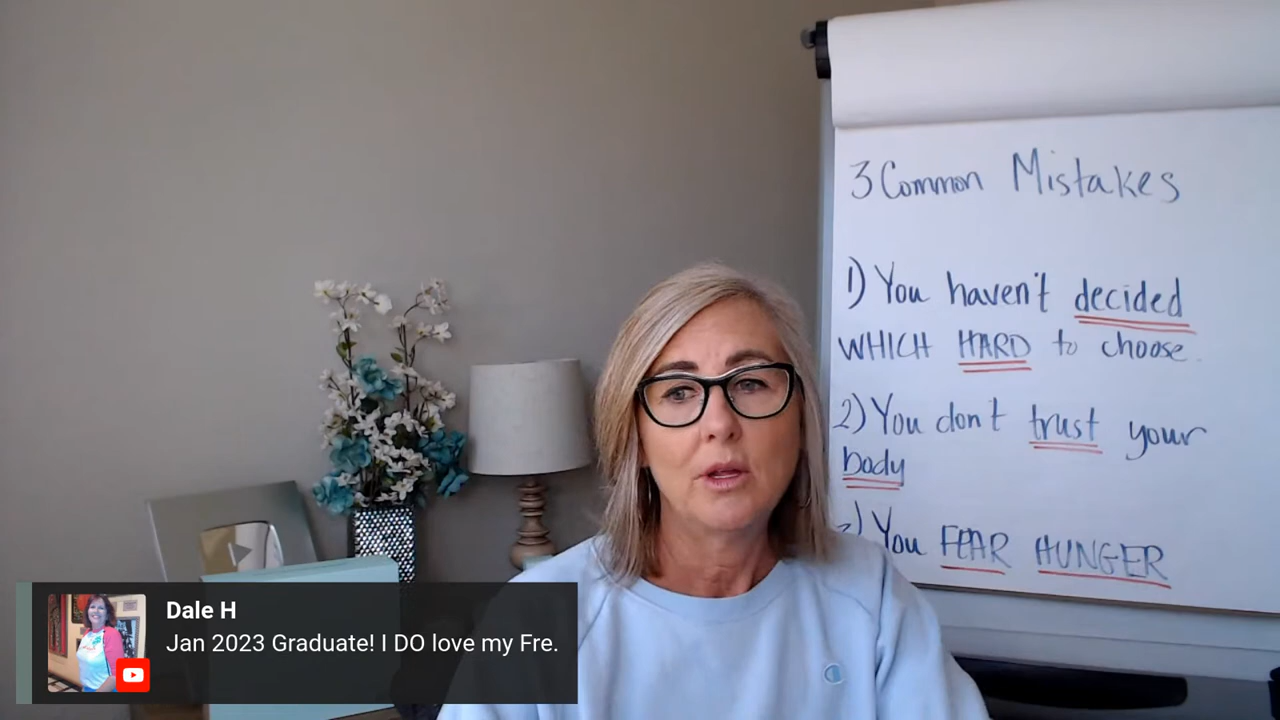 3 Common Mistakes
1) You haven't decided
WHICH HARD to choose.
2) You don't trust your
body
3) You FEAR HUNGER
Dale H
Jan 2023 Graduate! I DO love my Fre.